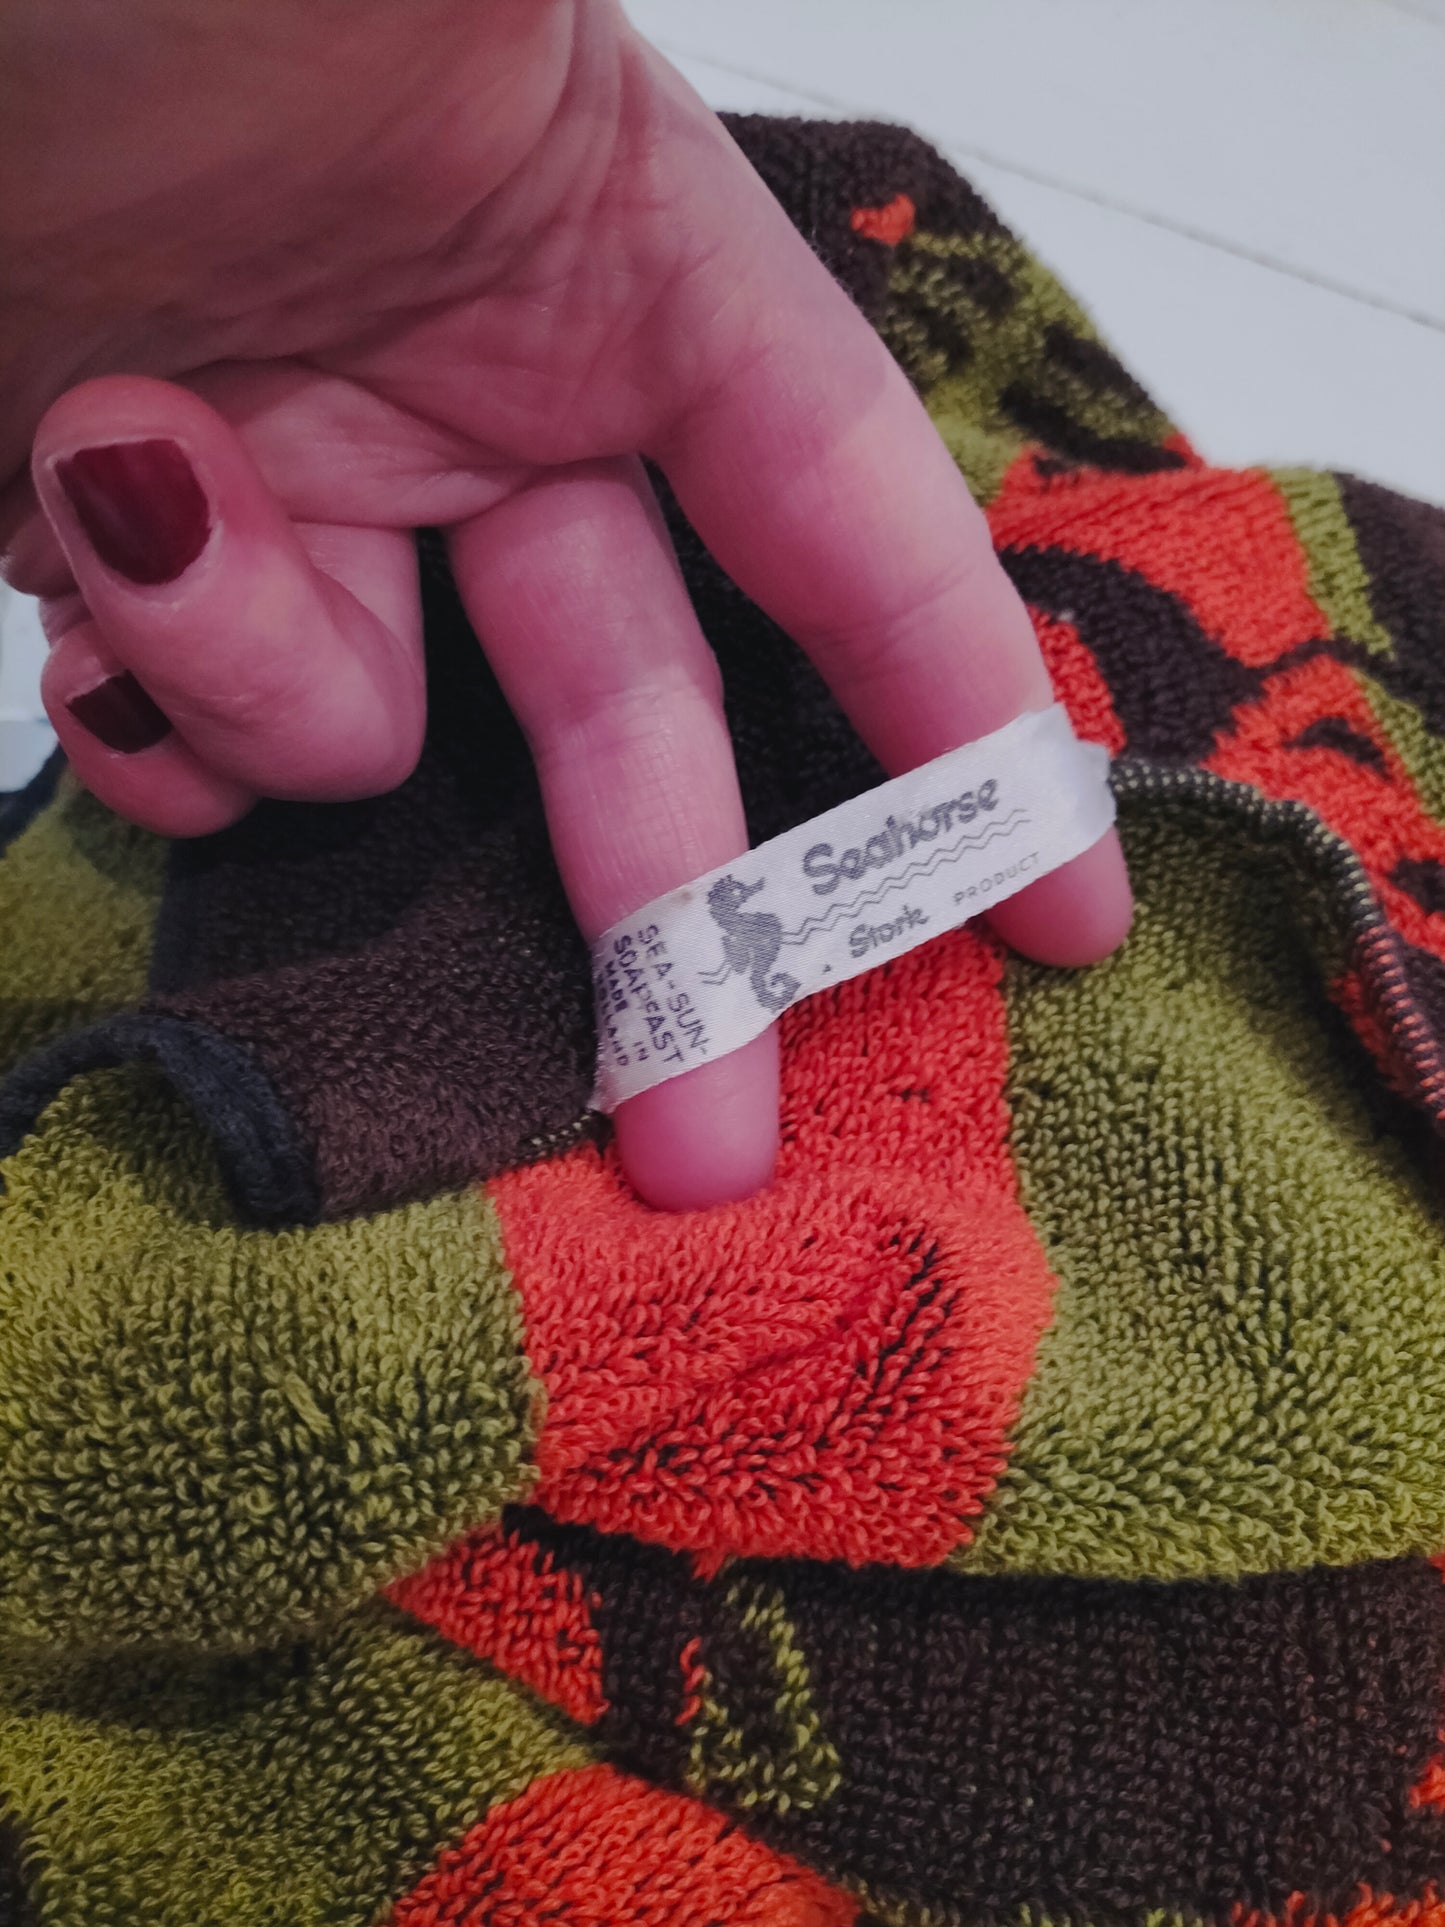 Seahorse
Stork PRODUCT
SEA-SUN-
SOAPFAST
MADE IN